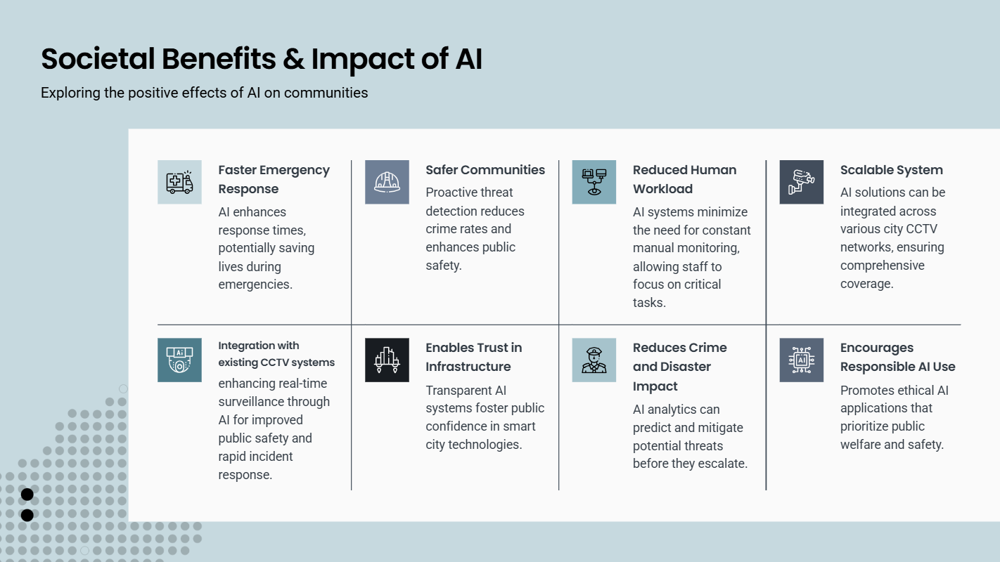 Societal Benefits & Impact of AI
Exploring the positive effects of AI on communities
Faster Emergency
Response
AI enhances
response times,
potentially saving
lives during
emergencies.
Safer Communities
Proactive threat
detection reduces
crime rates and
enhances public
safety.
Reduced Human
Workload
AI systems minimize
the need for constant
manual monitoring,
allowing staff to
focus on critical
tasks.
Scalable System
AI solutions can be
integrated across
various city CCTV
networks, ensuring
comprehensive
coverage.
Ai
Integration with
existing CCTV systems
enhancing real-time
surveillance through
AI for improved
public safety and
rapid incident
response.
Enables Trust in
Infrastructure
Transparent AI
systems foster public
confidence in smart
city technologies.
Reduces Crime
and Disaster
Impact
AI analytics can
predict and mitigate
potential threats
before they escalate.
AI
Encourages
Responsible AI Use
Promotes ethical AI
applications that
prioritize public
welfare and safety.